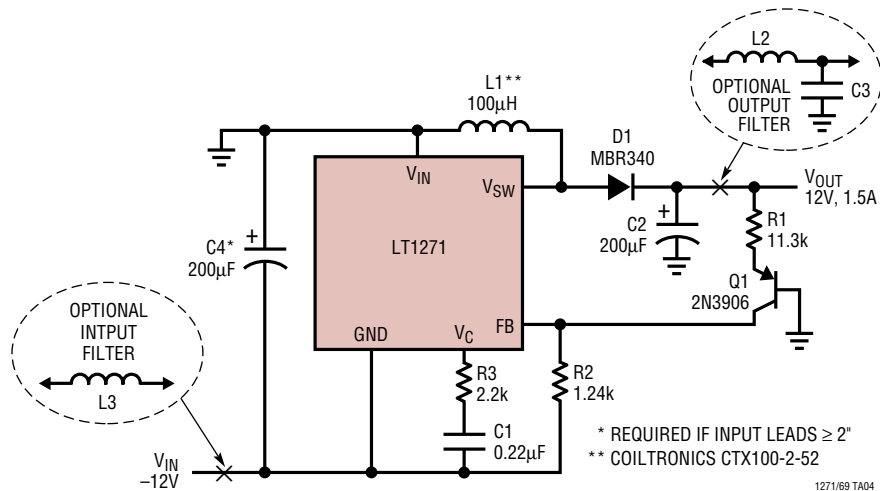 L2
OPTIONAL
OUTPUT
FILTER
C3
L1**
100µH
D1
MBR340
VIN
VSW
VOUT
12V, 1.5A
C4*
200µF
+
LT1271
+
C2
200µF
R1
11.3k
Q1
2N3906
OPTIONAL
INTPUT
FILTER
L3
GND
VC
FB
R3
2.2k
R2
1.24k
C1
0.22µF
VIN
–12V
* REQUIRED IF INPUT LEADS ≥ 2"
** COILTRONICS CTX100-2-52
1271/69 TA04